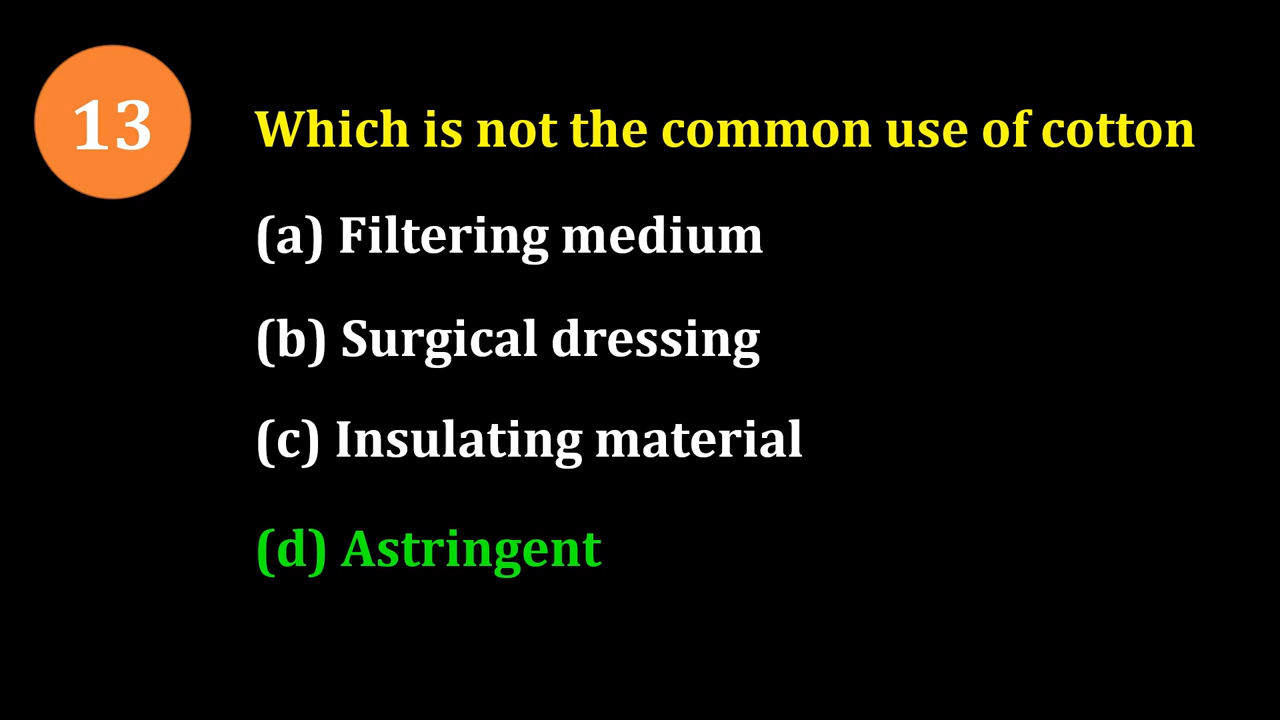 13
Which is not the common use of cotton
(a) Filtering medium
(b) Surgical dressing
(c) Insulating material
(d) Astringent